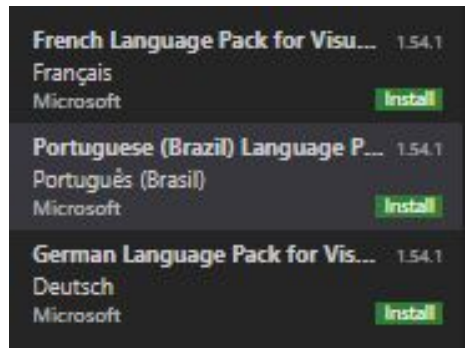 French Language Pack for Visu... 1.54.1
Français
Microsoft Install
Portuguese (Brazil) Language P... 1.54.1
Português (Brasil)
Microsoft Install
German Language Pack for Vis... 1.54.1
Deutsch
Microsoft Install